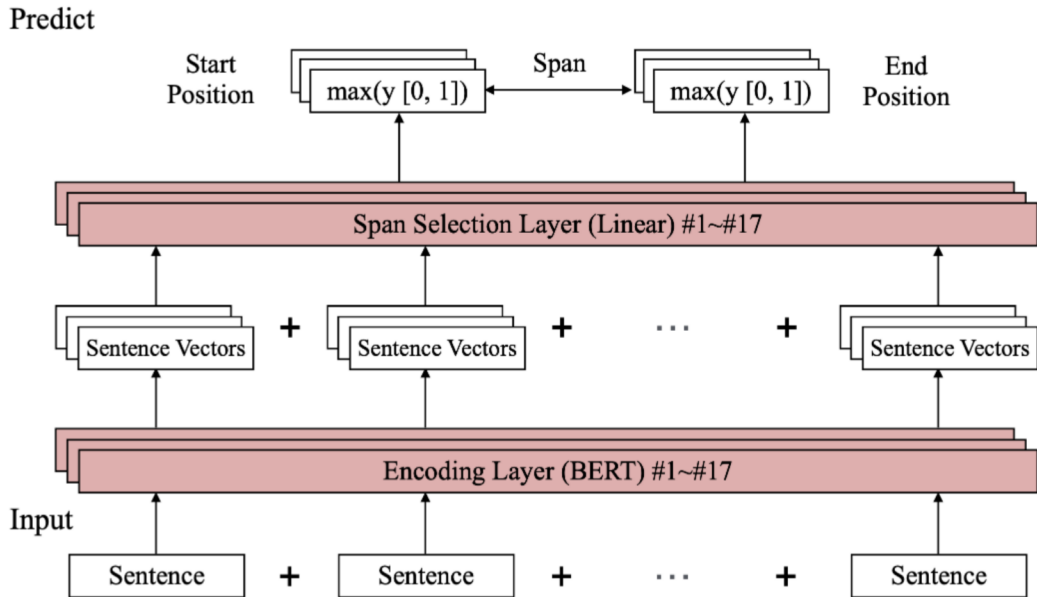 Predict
Start
Position
max(y [0, 1])
Span
max(y [0, 1])
End
Position
Span Selection Layer (Linear) #1~#17
Sentence Vectors
+
Sentence Vectors
+
...
+
Sentence Vectors
Encoding Layer (BERT) #1~#17
Input
Sentence
+
Sentence
+
...
+
Sentence